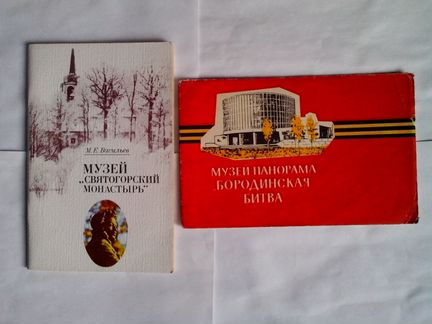 М. Е. Васильев
МУЗЕЙ
„СВЯТОГОРСКИЙ
МОНАСТЫРЬ"
МУЗЕЙ ПАНОРАМА
„БОРОДИНСКАЯ
БИТВА